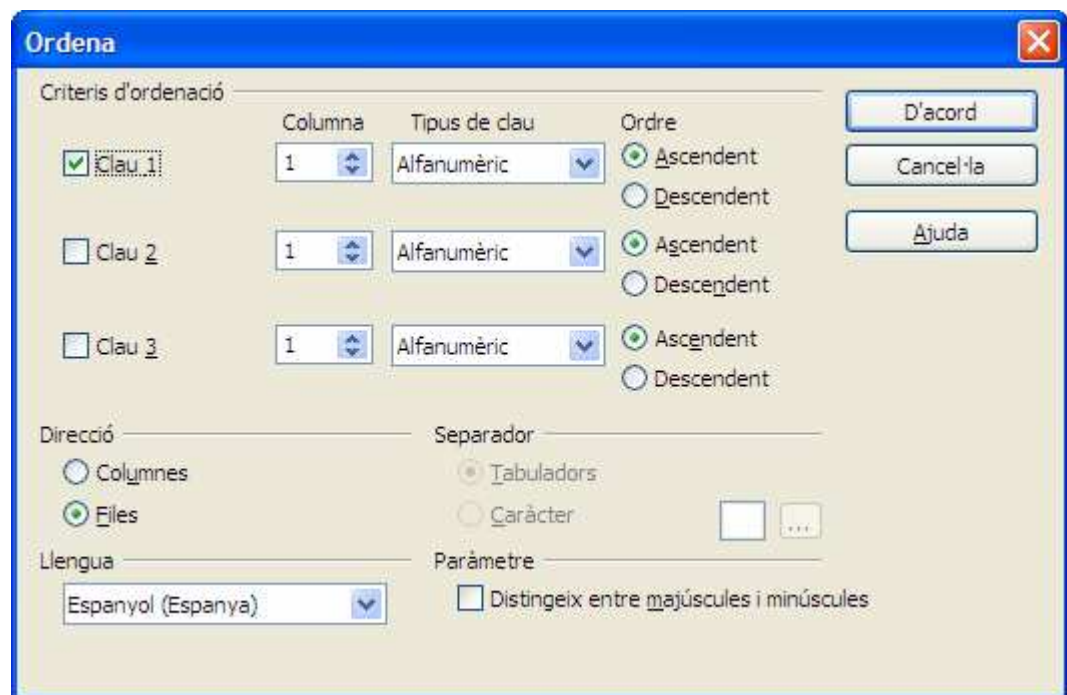 Ordena
Criteris d'ordenació
Columna Tipus de clau Ordre
Clau 1 1 Alfanumèric Ascendent
Descendent
Clau 2 1 Alfanumèric Ascendent
Descendent
Clau 3 1 Alfanumèric Ascendent
Descendent
D'acord
Cancel·la
Ajuda
Direcció
Columnes
Files
Separador
Tabuladors
Caràcter
...
Llengua
Espanyol (Espanya)
Paràmetre
Distingeix entre majúscules i minúscules